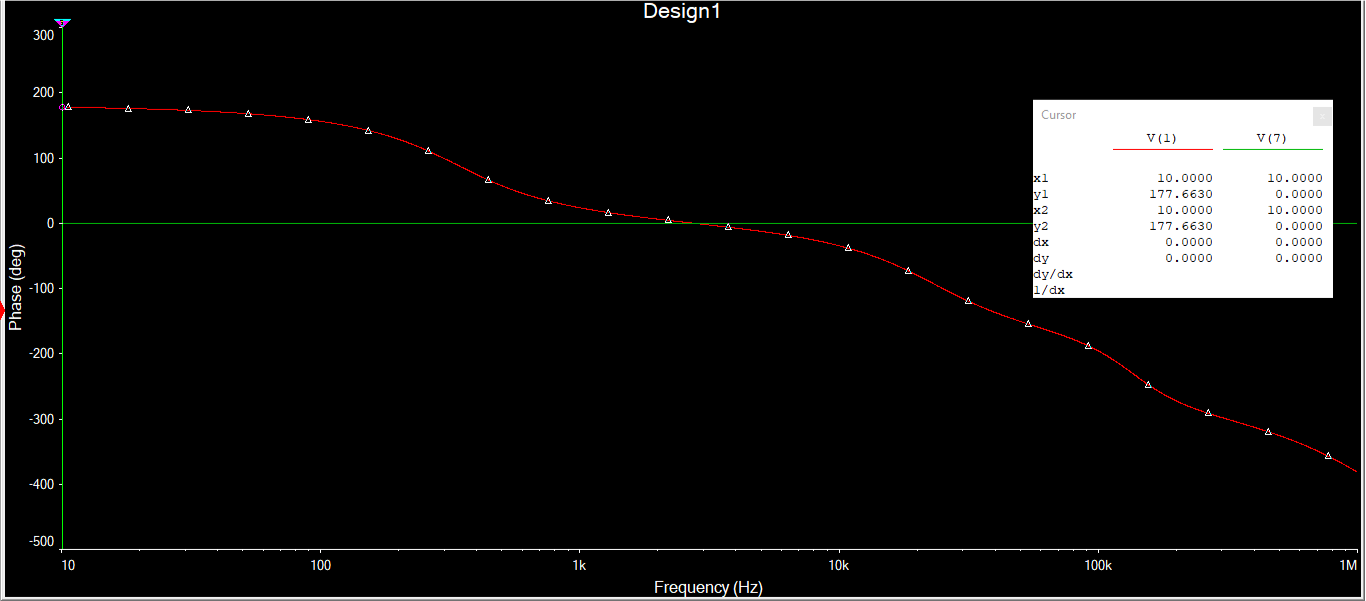 Design1
300
200
100
0
-100
-200
-300
-400
-500
Phase (deg)
10 100 1k 10k 100k 1M
Frequency (Hz)
Cursor x
V(1) V(7)
x1 10.0000 10.0000
y1 177.6630 0.0000
x2 10.0000 10.0000
y2 177.6630 0.0000
dx 0.0000 0.0000
dy 0.0000 0.0000
dy/dx
1/dx